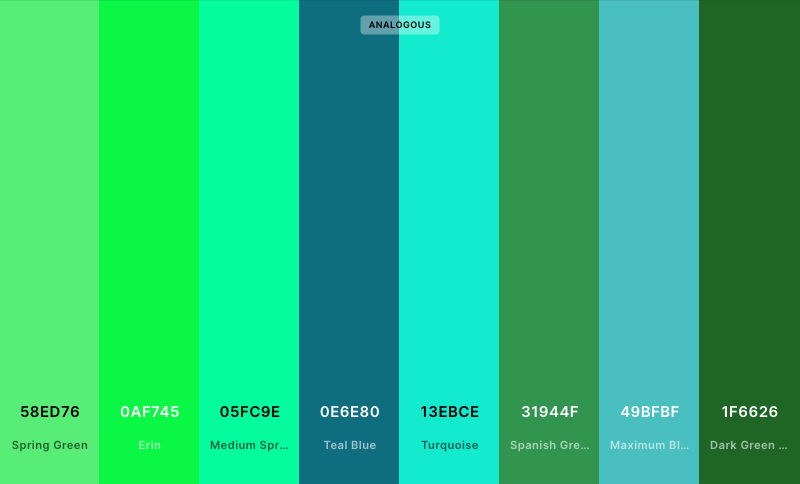 ANALOGOUS
58ED76 0AF745 05FC9E 0E6E80 13EBCE 31944F 49BFBF 1F6626
Spring Green Erin Medium Spr... Teal Blue Turquoise Spanish Gre... Maximum Bl... Dark Green ...